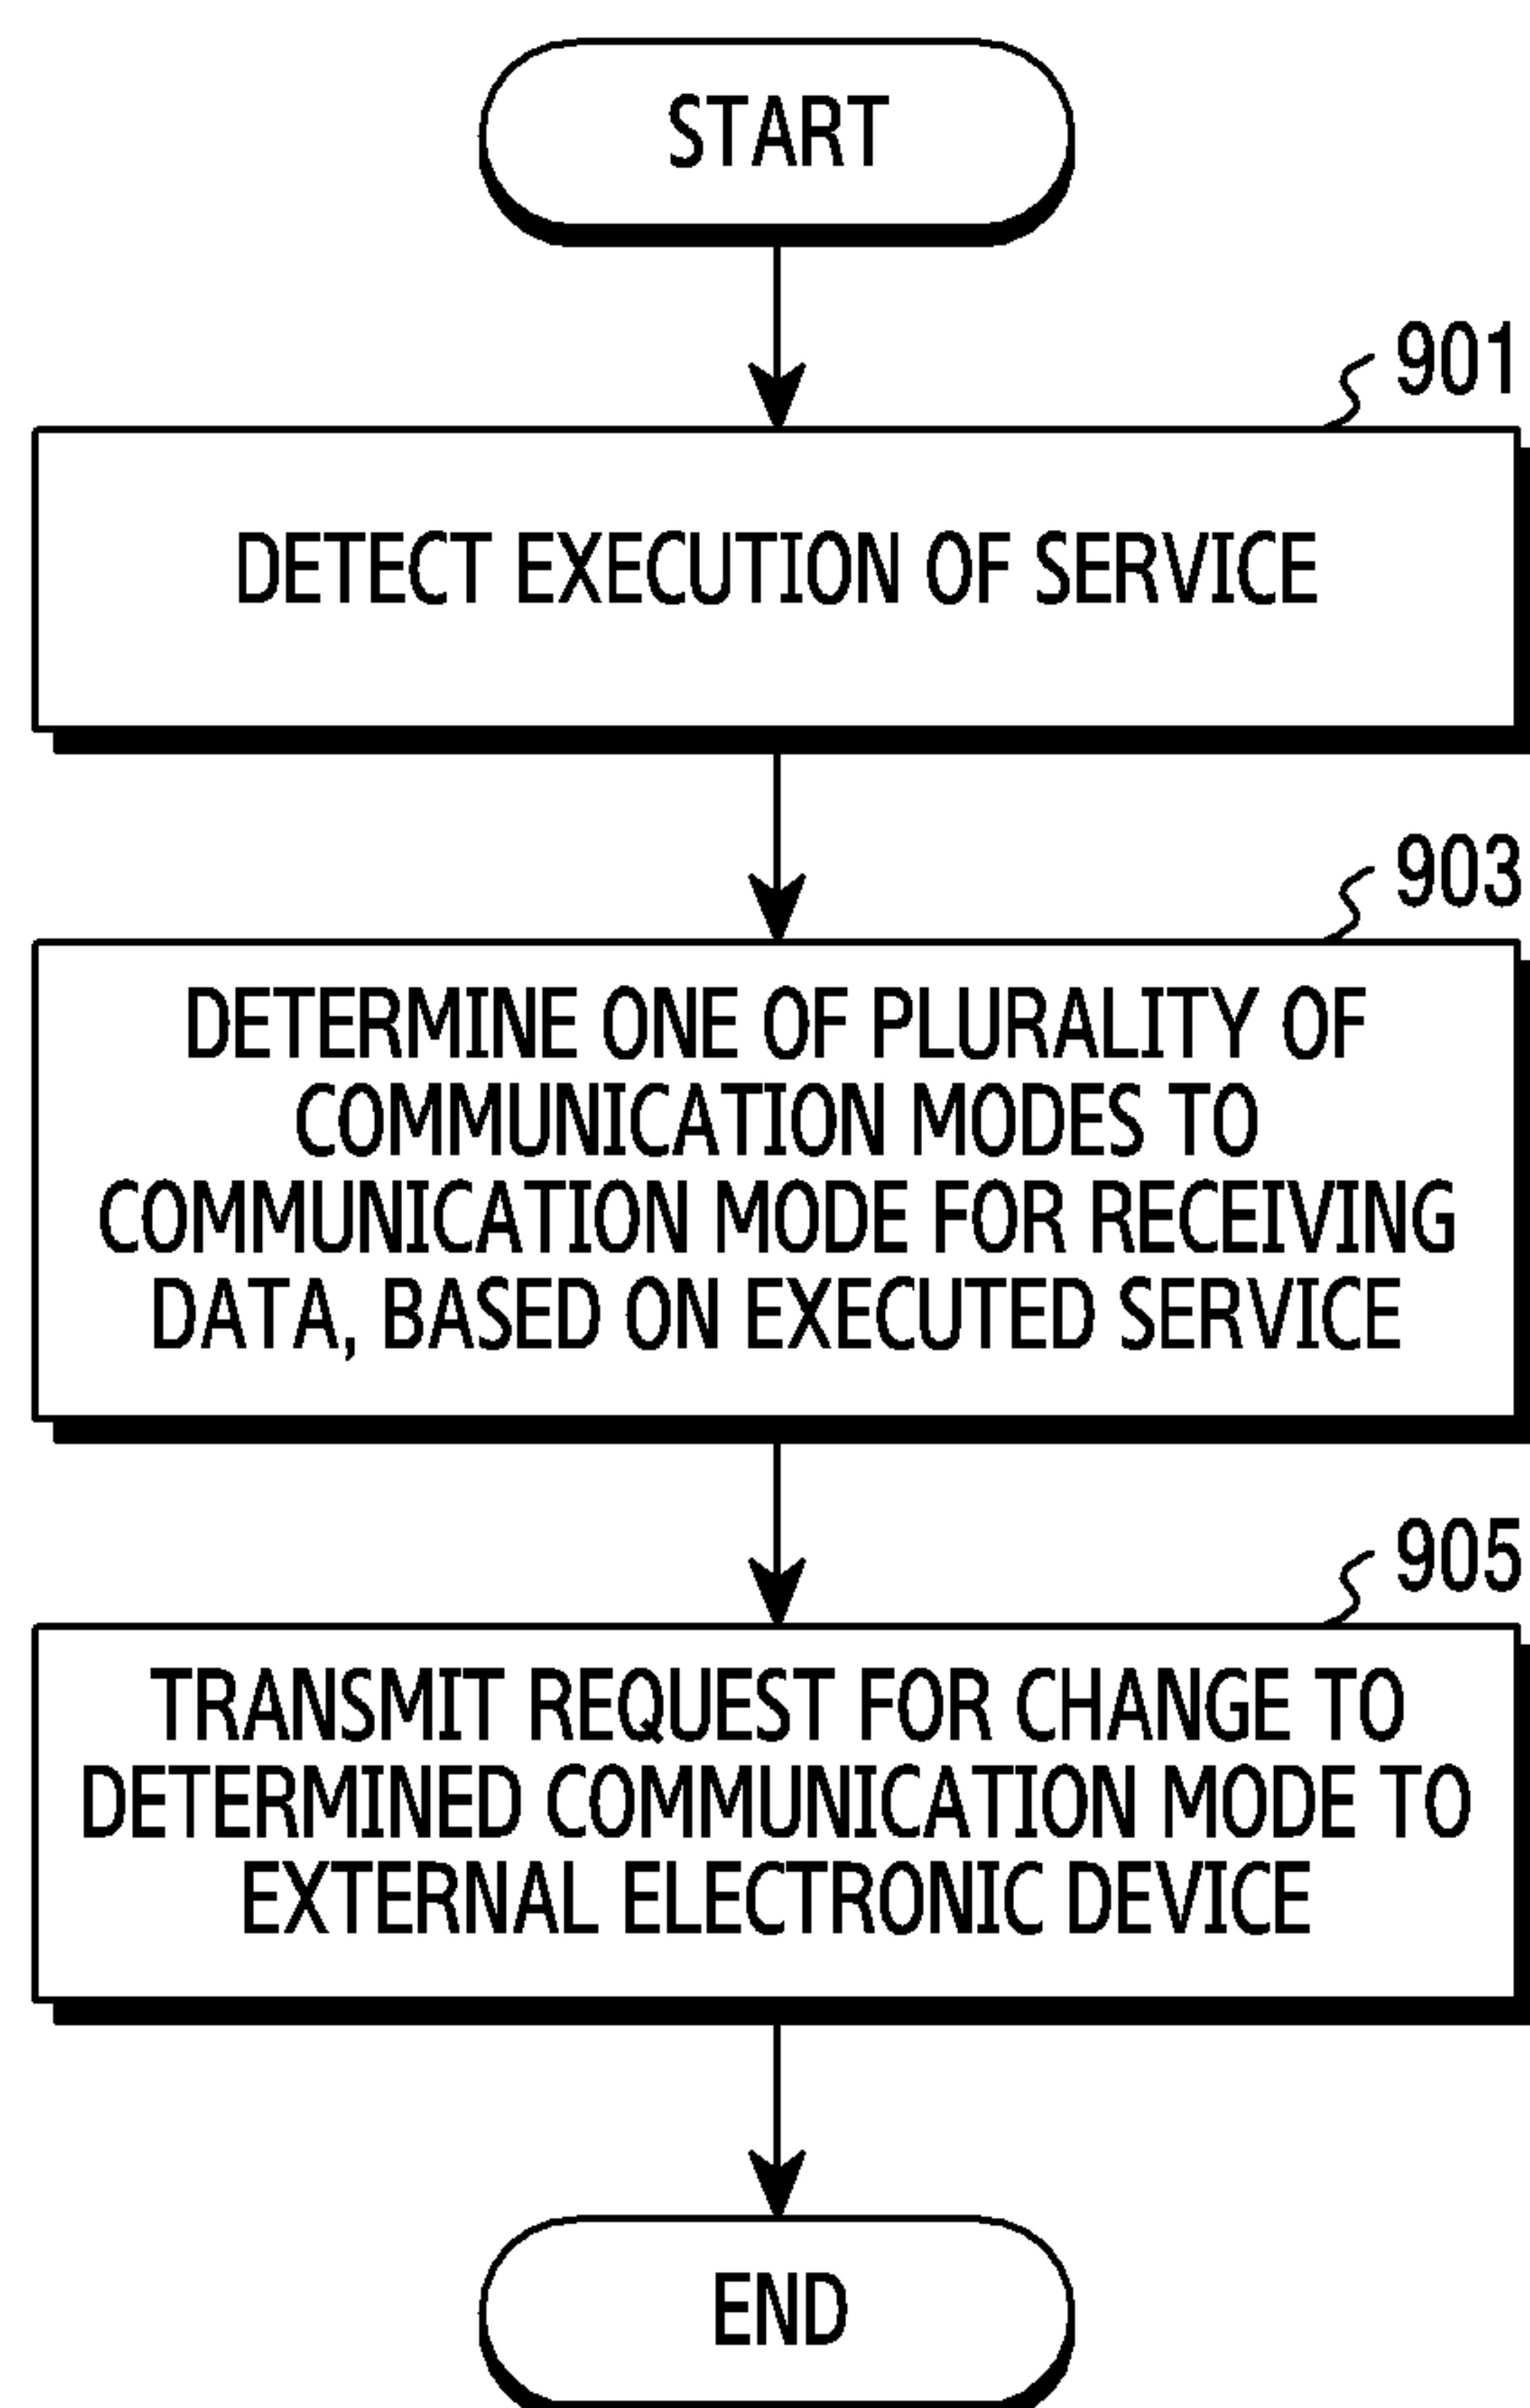 START
901
DETECT EXECUTION OF SERVICE
903
DETERMINE ONE OF PLURALITY OF
COMMUNICATION MODES TO
COMMUNICATION MODE FOR RECEIVING
DATA, BASED ON EXECUTED SERVICE
905
TRANSMIT REQUEST FOR CHANGE TO
DETERMINED COMMUNICATION MODE TO
EXTERNAL ELECTRONIC DEVICE
END